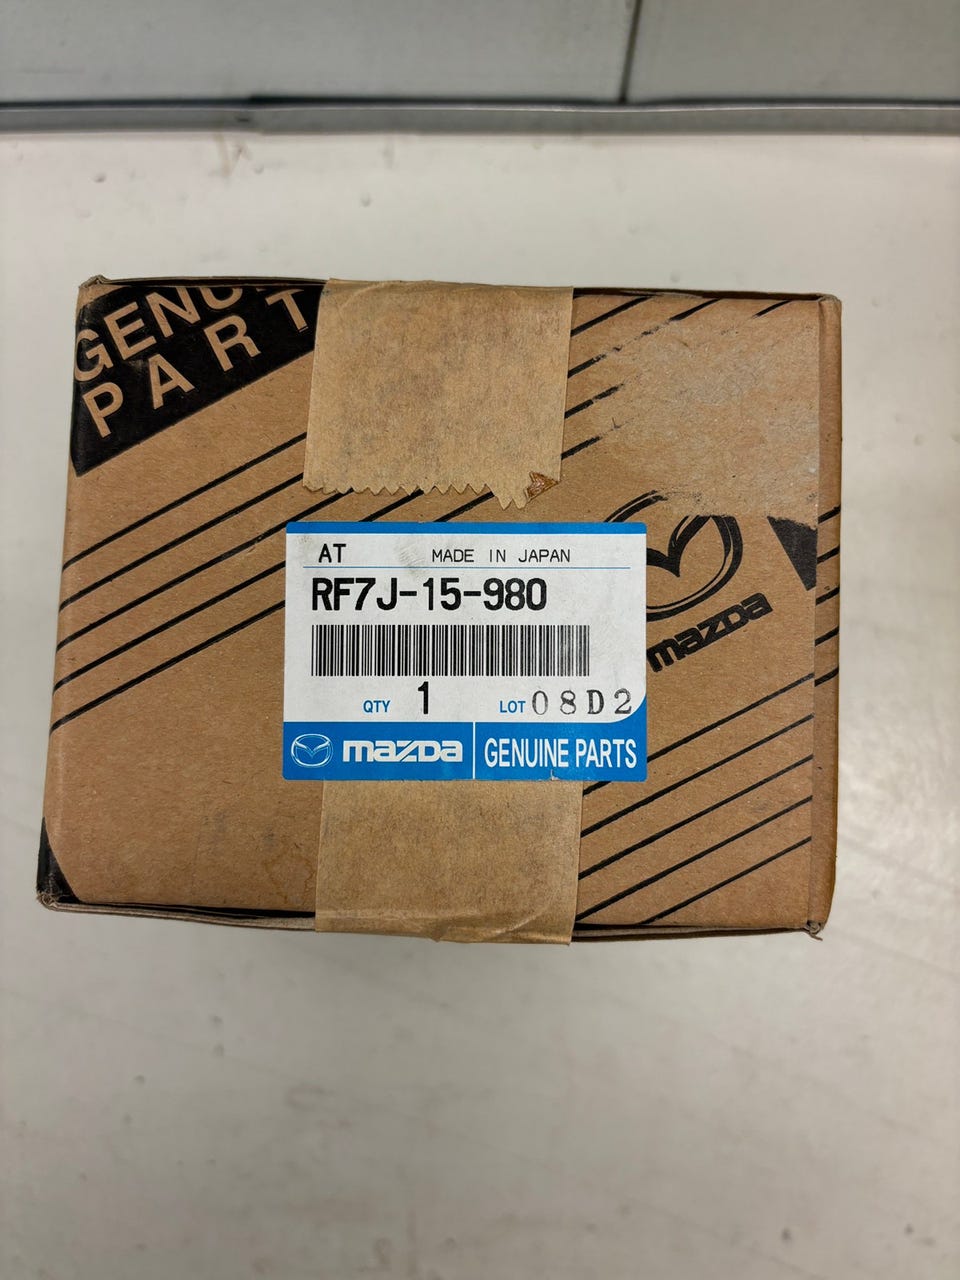 GENU
PART
AT MADE IN JAPAN
RF7J-15-980
QTY 1 LOT 08D2
mazda GENUINE PARTS
mazda